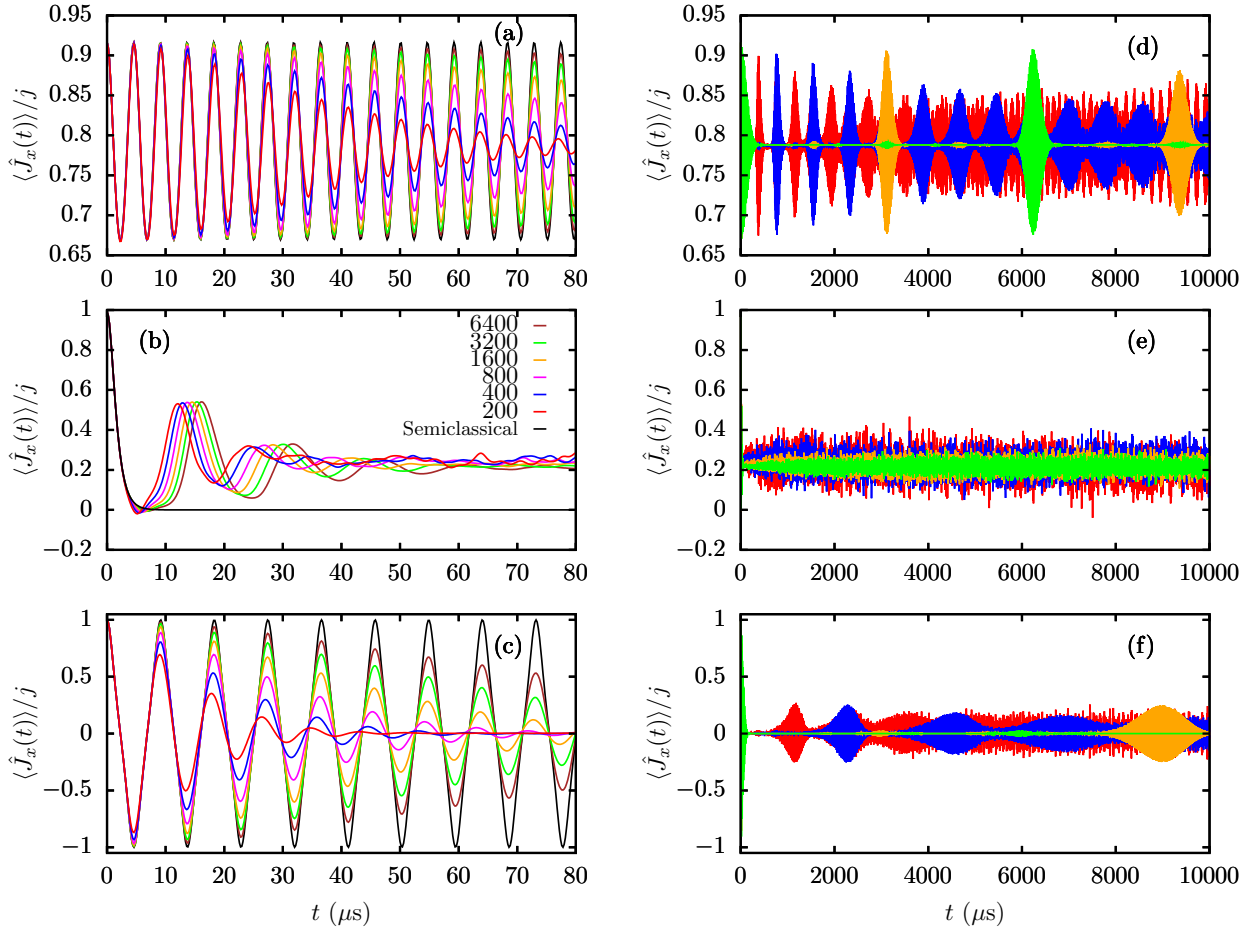 0.95
0.9
0.85
0.8
0.75
0.7
0.65
⟨Ĵx(t)⟩/j
(a)
0 10 20 30 40 50 60 70 80
0.95
0.9
0.85
0.8
0.75
0.7
0.65
⟨Ĵx(t)⟩/j
(d)
0 2000 4000 6000 8000 10000
1
0.8
0.6
0.4
0.2
0
−0.2
⟨Ĵx(t)⟩/j
(b)
6400
3200
1600
800
400
200
Semiclassical
0 10 20 30 40 50 60 70 80
1
0.8
0.6
0.4
0.2
0
−0.2
⟨Ĵx(t)⟩/j
(e)
0 2000 4000 6000 8000 10000
1
0.5
0
−0.5
−1
⟨Ĵx(t)⟩/j
(c)
0 10 20 30 40 50 60 70 80
t (μs)
1
0.5
0
−0.5
−1
⟨Ĵx(t)⟩/j
(f)
0 2000 4000 6000 8000 10000
t (μs)